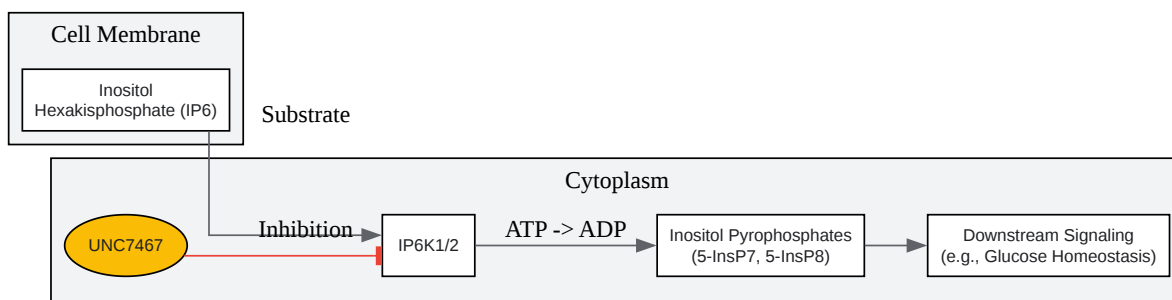 Cell Membrane
Inositol
Hexakisphosphate (IP6)
Substrate
Cytoplasm
UNC7467
Inhibition
IP6K1/2
ATP -> ADP
Inositol Pyrophosphates
(5-InsP7, 5-InsP8)
Downstream Signaling
(e.g., Glucose Homeostasis)